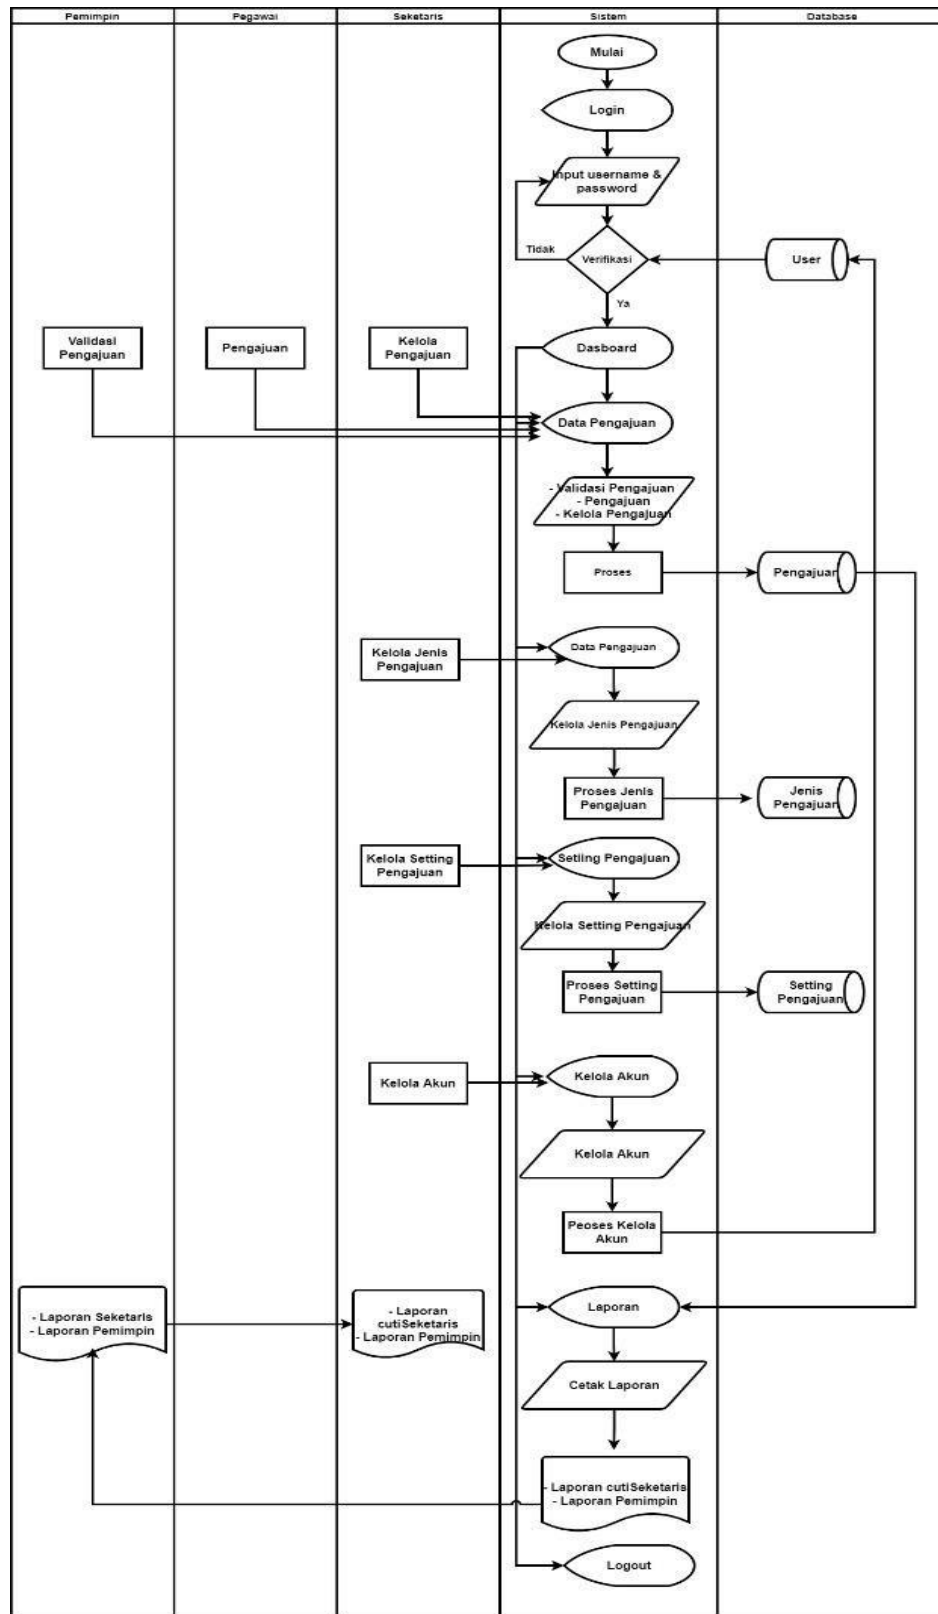 Pemimpin
Pegawai
Seketaris
Sistem
Database
Mulai
Login
Input username &
password
Tidak
Verifikasi
User
Ya
Validasi
Pengajuan
Pengajuan
Kelola
Pengajuan
Dasboard
Data Pengajuan
- Validasi Pengajuan
- Pengajuan
- Kelola Pengajuan
Proses
Pengajuan
Kelola Jenis
Pengajuan
Data Pengajuan
Kelola Jenis Pengajuan
Proses Jenis
Pengajuan
Jenis
Pengajuan
Kelola Setting
Pengajuan
Setiing Pengajuan
Kelola Setting Pengajuan
Proses Setting
Pengajuan
Setting
Pengajuan
Kelola Akun
Kelola Akun
Kelola Akun
Peoses Kelola
Akun
- Laporan Seketaris
- Laporan Pemimpin
- Laporan
cutiSeketaris
- Laporan Pemimpin
Laporan
Cetak Laporan
- Laporan cutiSeketaris
- Laporan Pemimpin
Logout